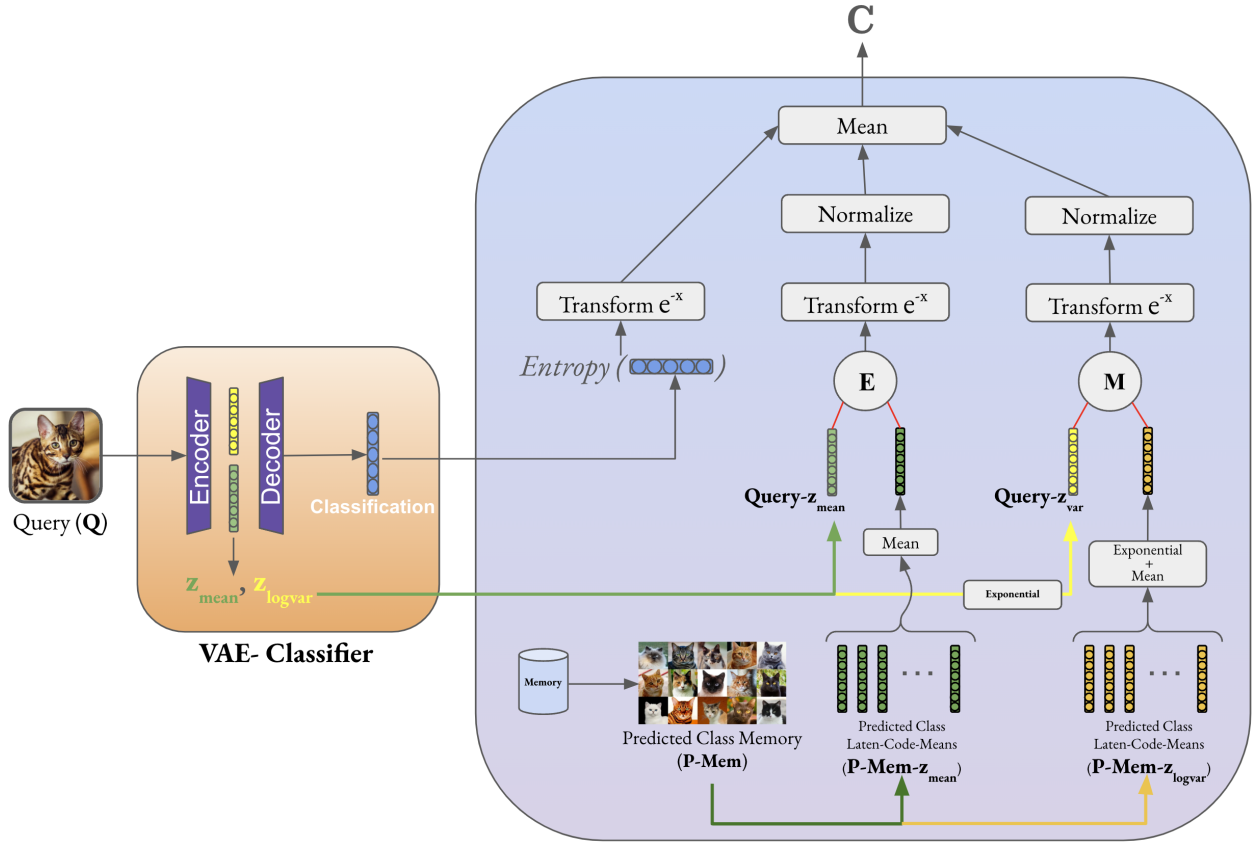 C
Mean
Normalize
Normalize
Transform e-x
Transform e-x
Transform e-x
Entropy ( )
E
M
Encoder
Decoder
Classification
Query (Q)
zmean, zlogvar
VAE- Classifier
Query-zmean
Query-zvar
Mean
Exponential
+
Mean
Exponential
Memory
Predicted Class Memory
(P-Mem)
...
Predicted Class
Laten-Code-Means
(P-Mem-zmean)
...
Predicted Class
Laten-Code-Means
(P-Mem-zlogvar)